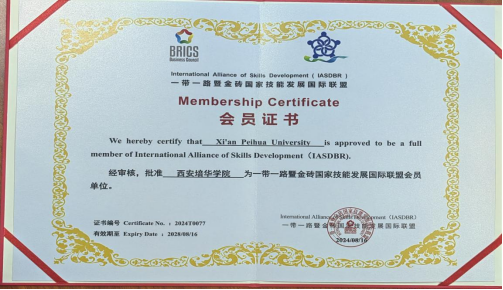 BRICS
Business Council
International Alliance of Skills Development ( IASDBR )
一带一路暨金砖国家技能发展国际联盟
Membership Certificate
会员证书
We hereby certify that Xi'an Peihua University is approved to be a full
member of International Alliance of Skills Development (IASDBR).
经审核，批准 西安培华学院 为一带一路暨金砖国家技能发展国际联盟会员
单位。
证书编号 Certificate No. : 2024T0077
有效期至 Expiry Date : 2028/08/16
International Alliance of Skills Development (IASDBR)
一带一路暨金砖国家技能发展国际联盟
2024/08/16